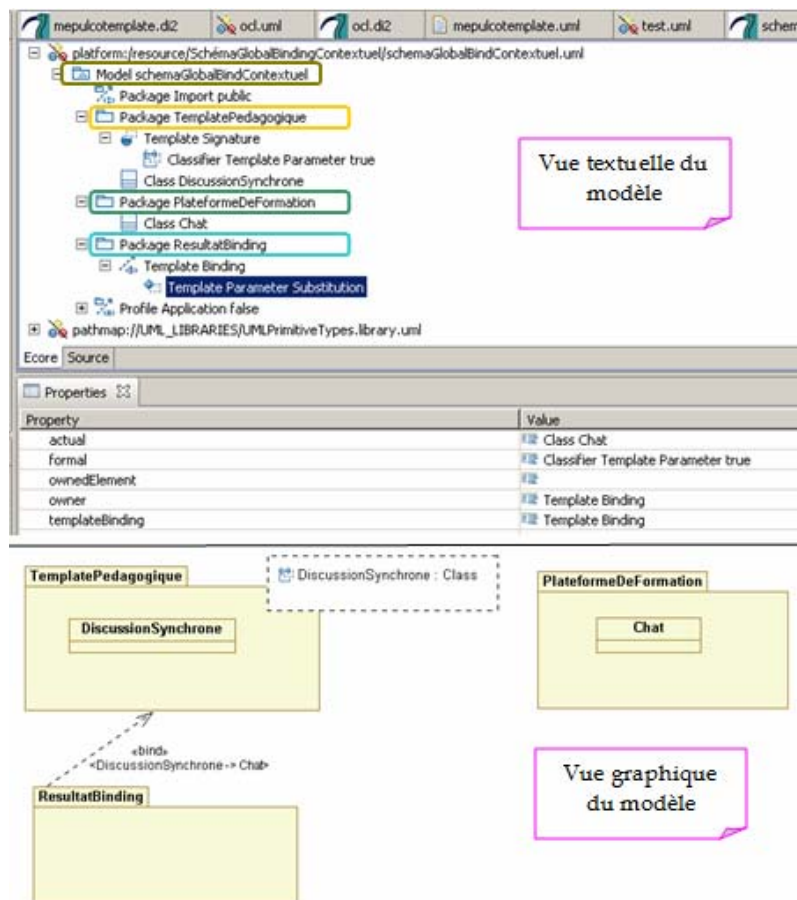 mepulcotemplate.di2 ocl.uml ocl.di2 mepulcotemplate.uml test.uml schem
platform:/resource/SchémaGlobalBindingContextuel/schemaGlobalBindContextuel.uml
Model schemaGlobalBindContextuel
Package Import public
Package TemplatePedagogique
Template Signature
Classifier Template Parameter true
Class DiscussionSynchrone
Package PlateformeDeFormation
Class Chat
Package ResultatBinding
Template Binding
Template Parameter Substitution
Profile Application false
pathmap://UML_LIBRARIES/UMLPrimitiveTypes.library.uml
Vue textuelle du
modèle
Ecore Source
Properties
Property Value
actual Class Chat
formal Classifier Template Parameter true
ownedElement
owner Template Binding
templateBinding Template Binding
TemplatePedagogique
DiscussionSynchrone : Class
DiscussionSynchrone
PlateformeDeFormation
Chat
«bind»
<DiscussionSynchrone -> Chat>
ResultatBinding
Vue graphique
du modèle